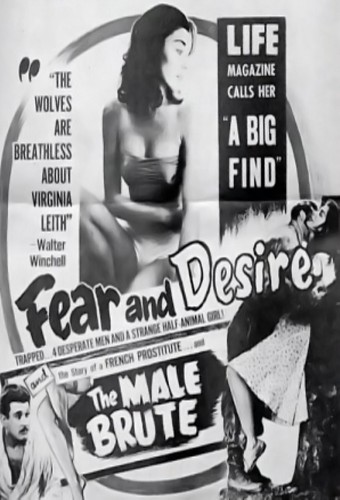 "THE
WOLVES
ARE
BREATHLESS
ABOUT
VIRGINIA
LEITH"
—Walter
Winchell
LIFE
MAGAZINE
CALLS HER
"A BIG
FIND"
Fear and Desire
TRAPPED... 4 DESPERATE MEN AND A STRANGE HALF-ANIMAL GIRL!
and the Story of a FRENCH PROSTITUTE... and
The MALE
BRUTE